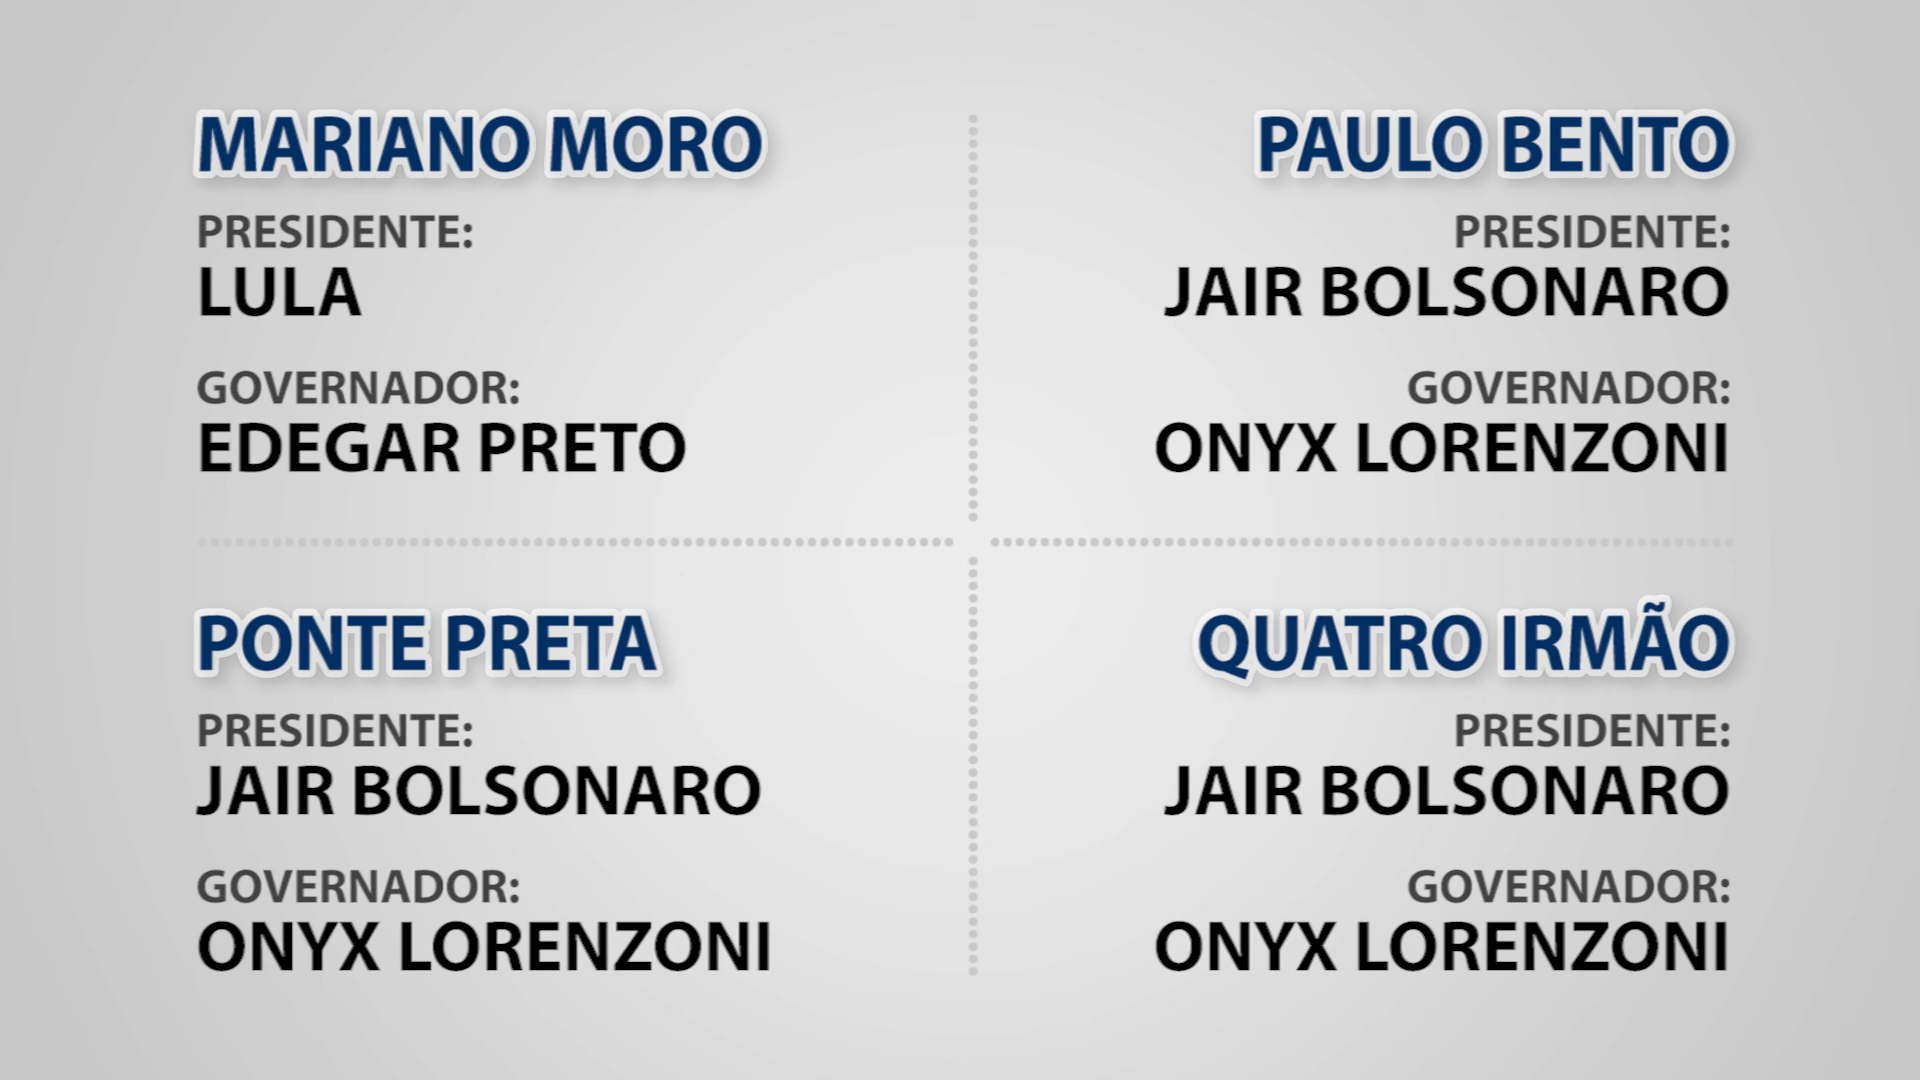 MARIANO MORO
PRESIDENTE:
LULA
GOVERNADOR:
EDEGAR PRETO
PAULO BENTO
PRESIDENTE:
JAIR BOLSONARO
GOVERNADOR:
ONYX LORENZONI
PONTE PRETA
PRESIDENTE:
JAIR BOLSONARO
GOVERNADOR:
ONYX LORENZONI
QUATRO IRMÃO
PRESIDENTE:
JAIR BOLSONARO
GOVERNADOR:
ONYX LORENZONI